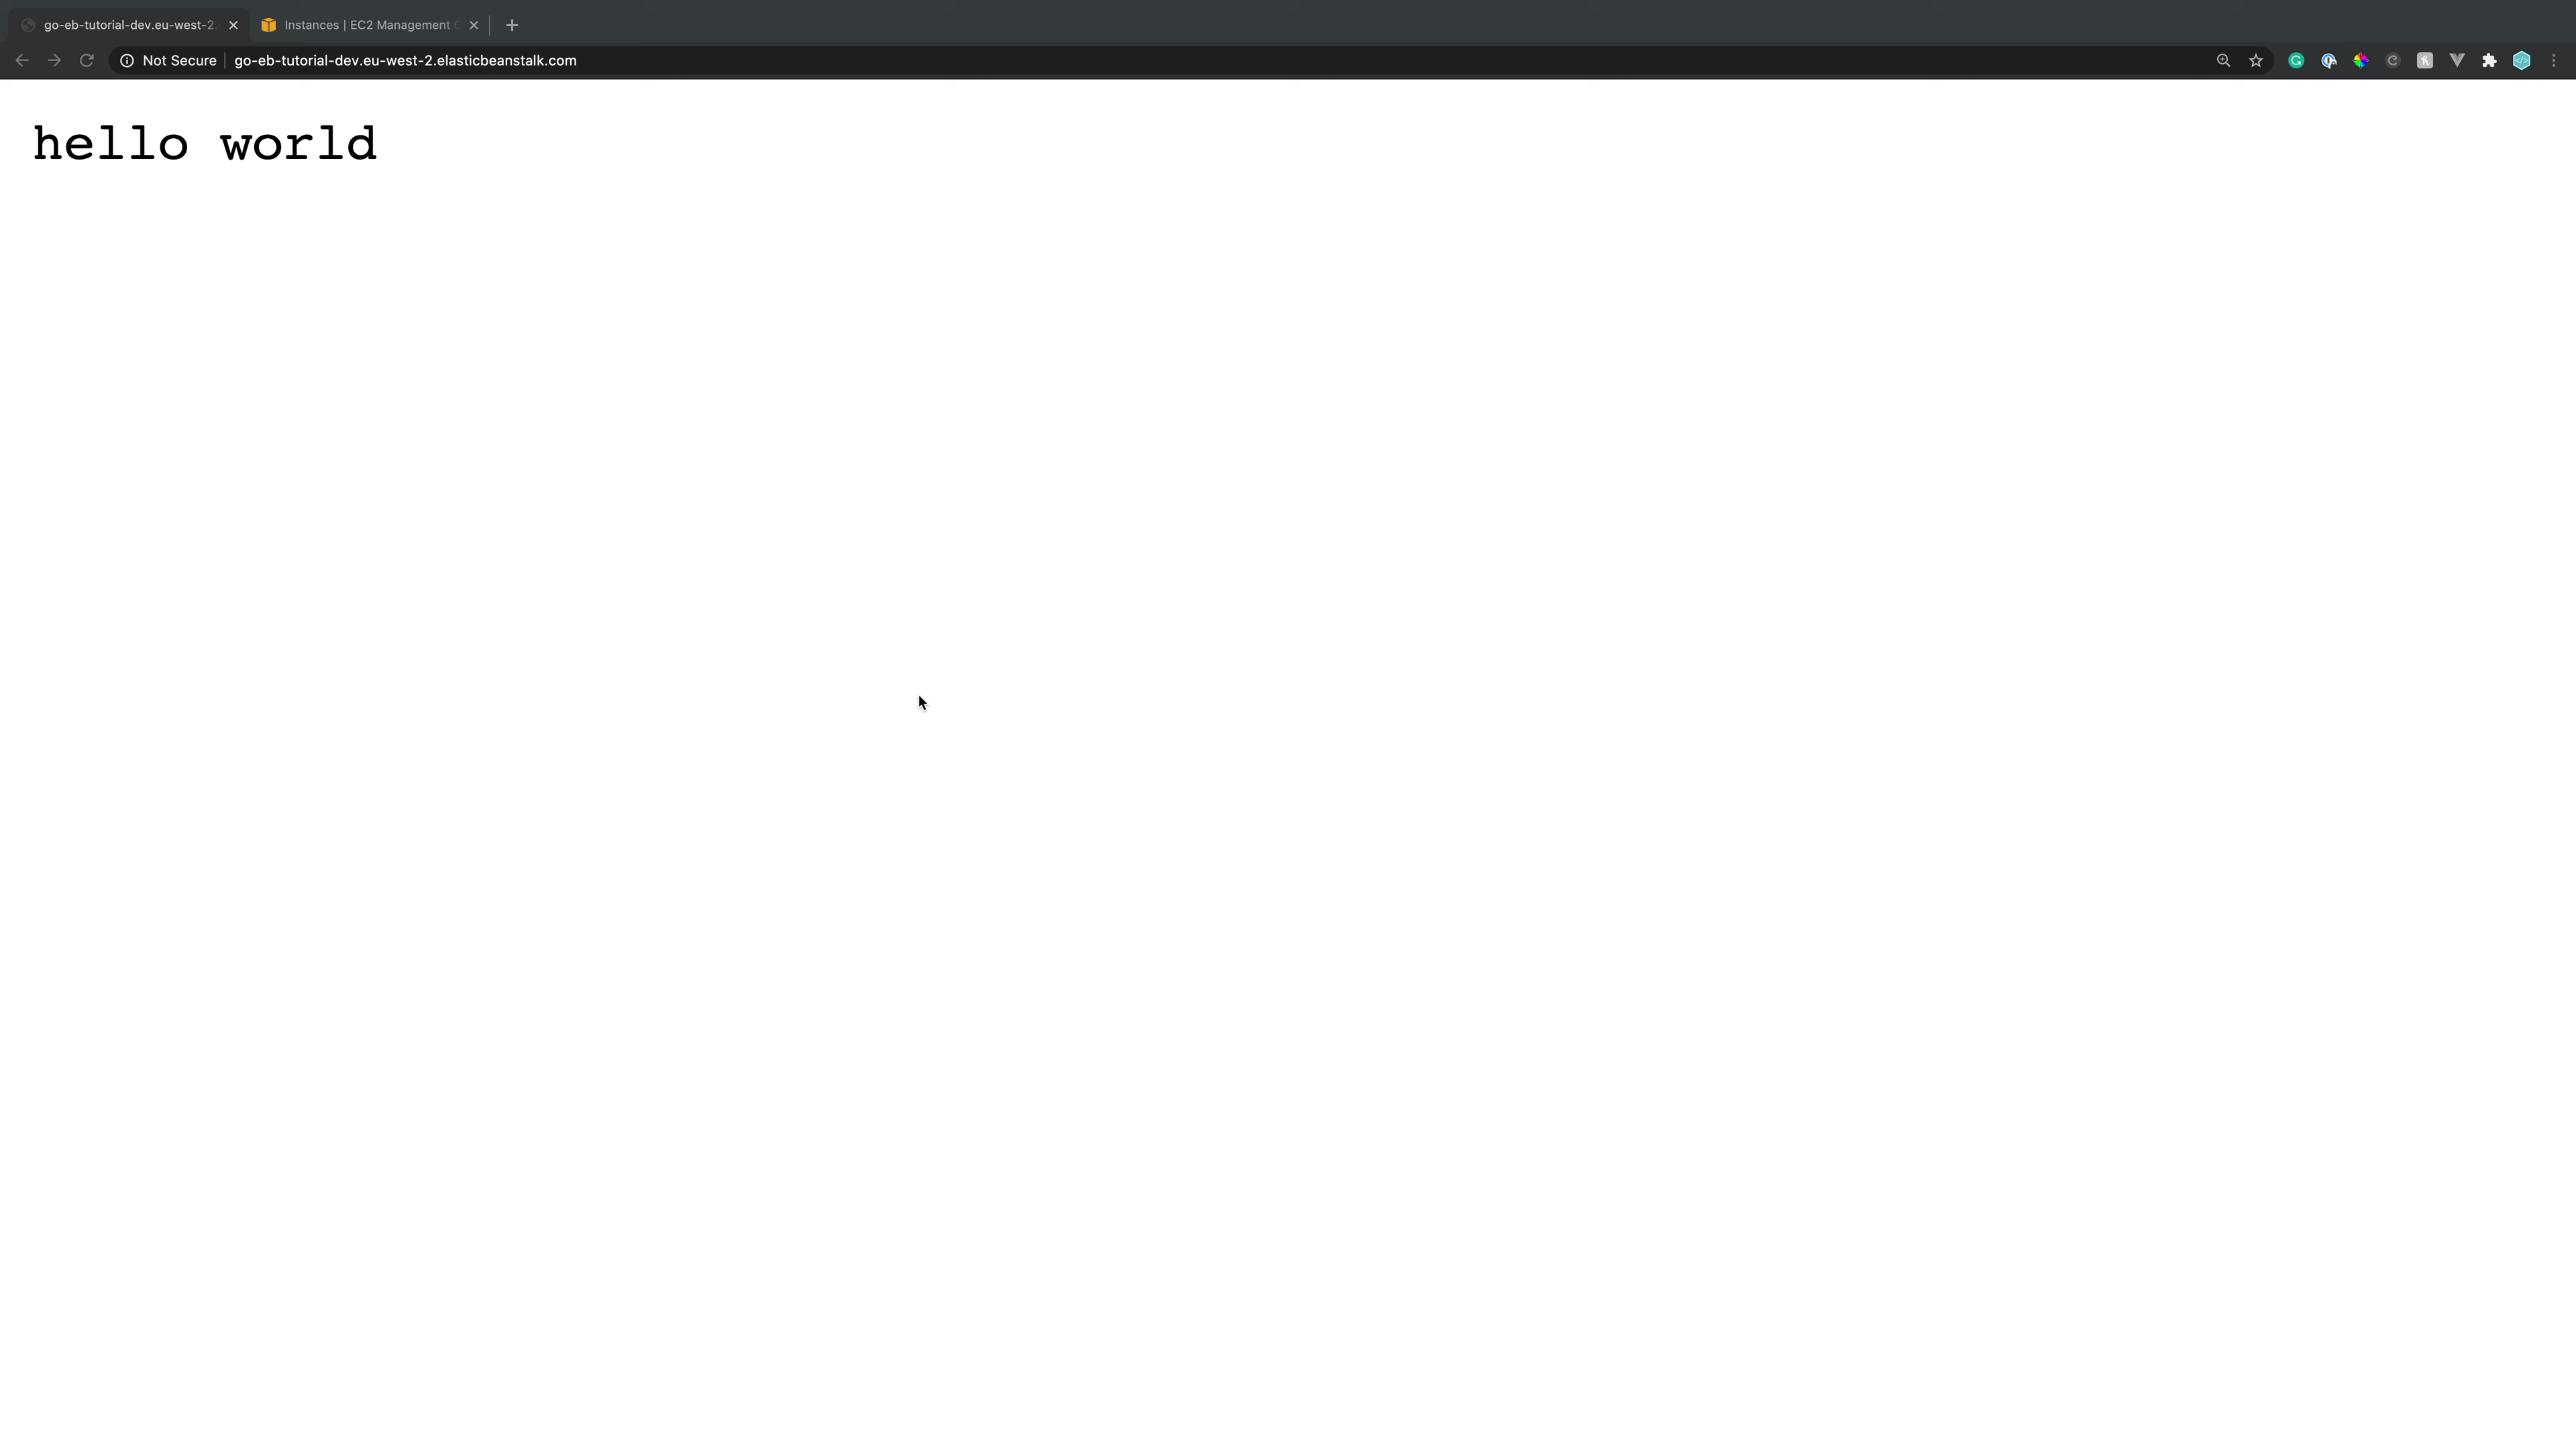 go-eb-tutorial-dev.eu-west-2.
Instances | EC2 Management
Not Secure
go-eb-tutorial-dev.eu-west-2.elasticbeanstalk.com
hello world